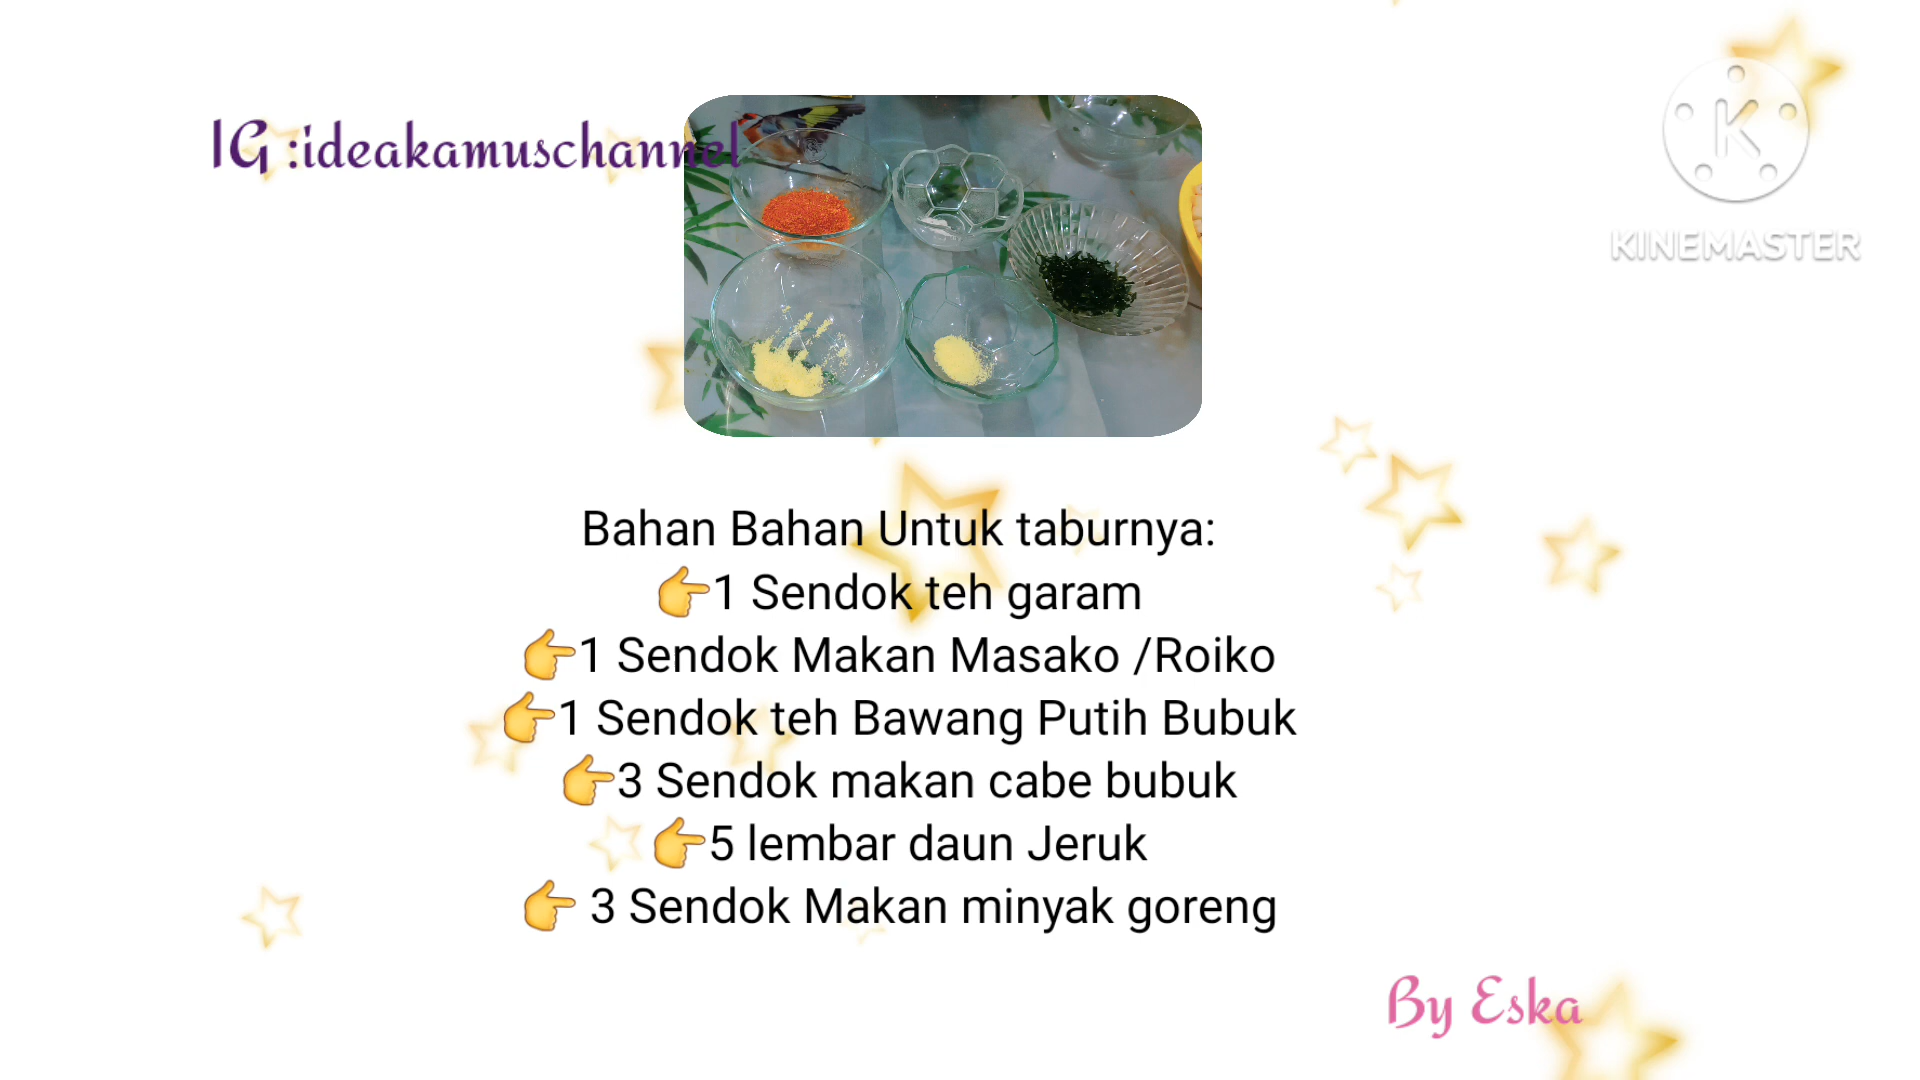 IG :ideakamuschannel
K
KINEMASTER
Bahan Bahan Untuk taburnya:
👉1 Sendok teh garam
👉1 Sendok Makan Masako /Roiko
👉1 Sendok teh Bawang Putih Bubuk
👉3 Sendok makan cabe bubuk
👉5 lembar daun Jeruk
👉 3 Sendok Makan minyak goreng
By Eska